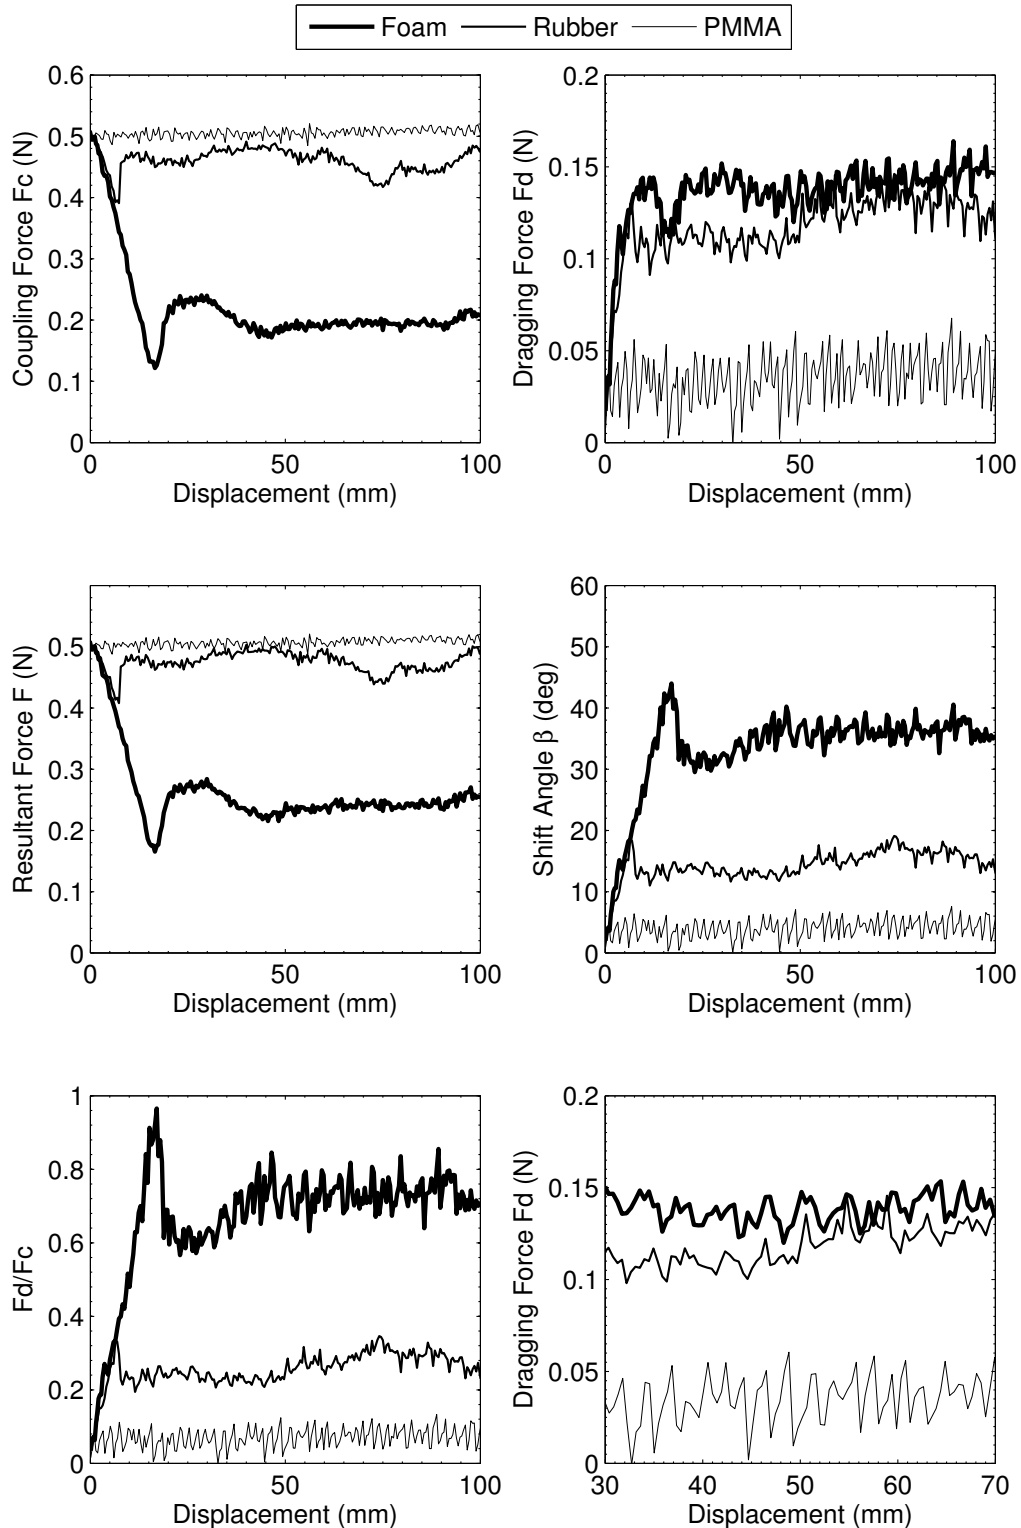 Foam Rubber PMMA
0.6
0.5
0.4
0.3
0.2
0.1
0
Coupling Force Fc (N)
0 50 100
Displacement (mm)
0.2
0.15
0.1
0.05
0
Dragging Force Fd (N)
0 50 100
Displacement (mm)
0.5
0.4
0.3
0.2
0.1
0
Resultant Force F (N)
0 50 100
Displacement (mm)
60
50
40
30
20
10
0
Shift Angle β (deg)
0 50 100
Displacement (mm)
1
0.8
0.6
0.4
0.2
0
Fd/Fc
0 50 100
Displacement (mm)
0.2
0.15
0.1
0.05
0
Dragging Force Fd (N)
30 40 50 60 70
Displacement (mm)